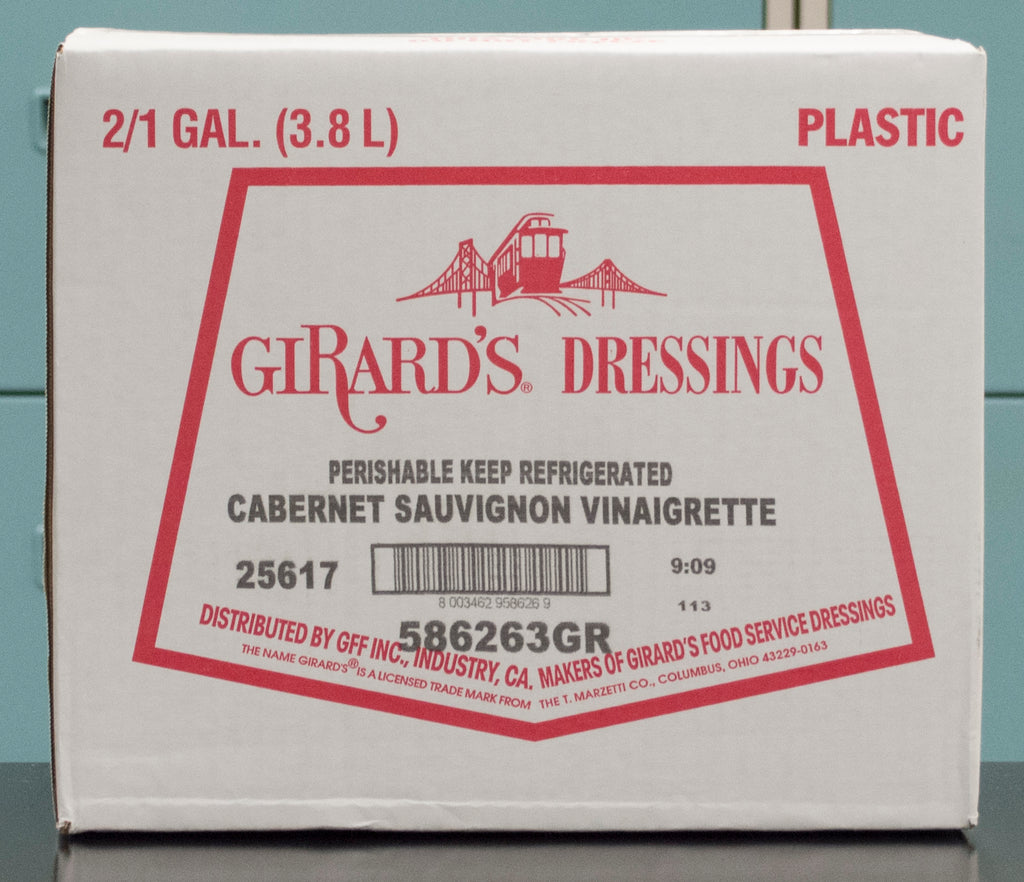 2/1 GAL. (3.8 L) PLASTIC
GIRARD'S® DRESSINGS
PERISHABLE KEEP REFRIGERATED
CABERNET SAUVIGNON VINAIGRETTE
25617 9:09
8 003462 958626 9 113
586263GR
DISTRIBUTED BY GFF INC., INDUSTRY, CA. MAKERS OF GIRARD'S FOOD SERVICE DRESSINGS
THE NAME GIRARD'S® IS A LICENSED TRADE MARK FROM THE T. MARZETTI CO., COLUMBUS, OHIO 43229-0163